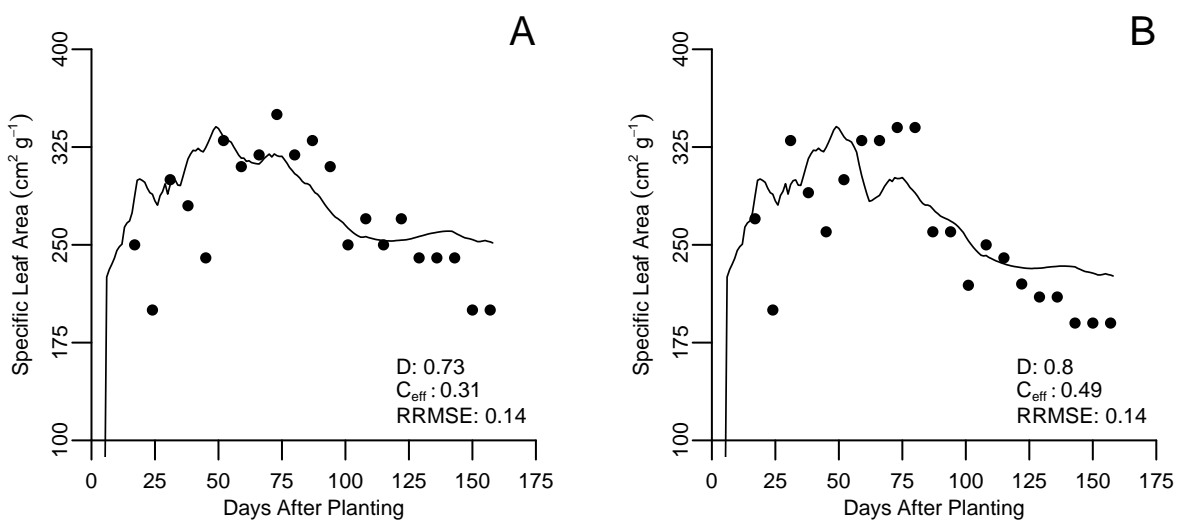 A
400
325
250
175
100
Specific Leaf Area (cm² g⁻¹)
D: 0.73
C_eff : 0.31
RRMSE: 0.14
0 25 50 75 100 125 150 175
Days After Planting
B
400
325
250
175
100
Specific Leaf Area (cm² g⁻¹)
D: 0.8
C_eff : 0.49
RRMSE: 0.14
0 25 50 75 100 125 150 175
Days After Planting